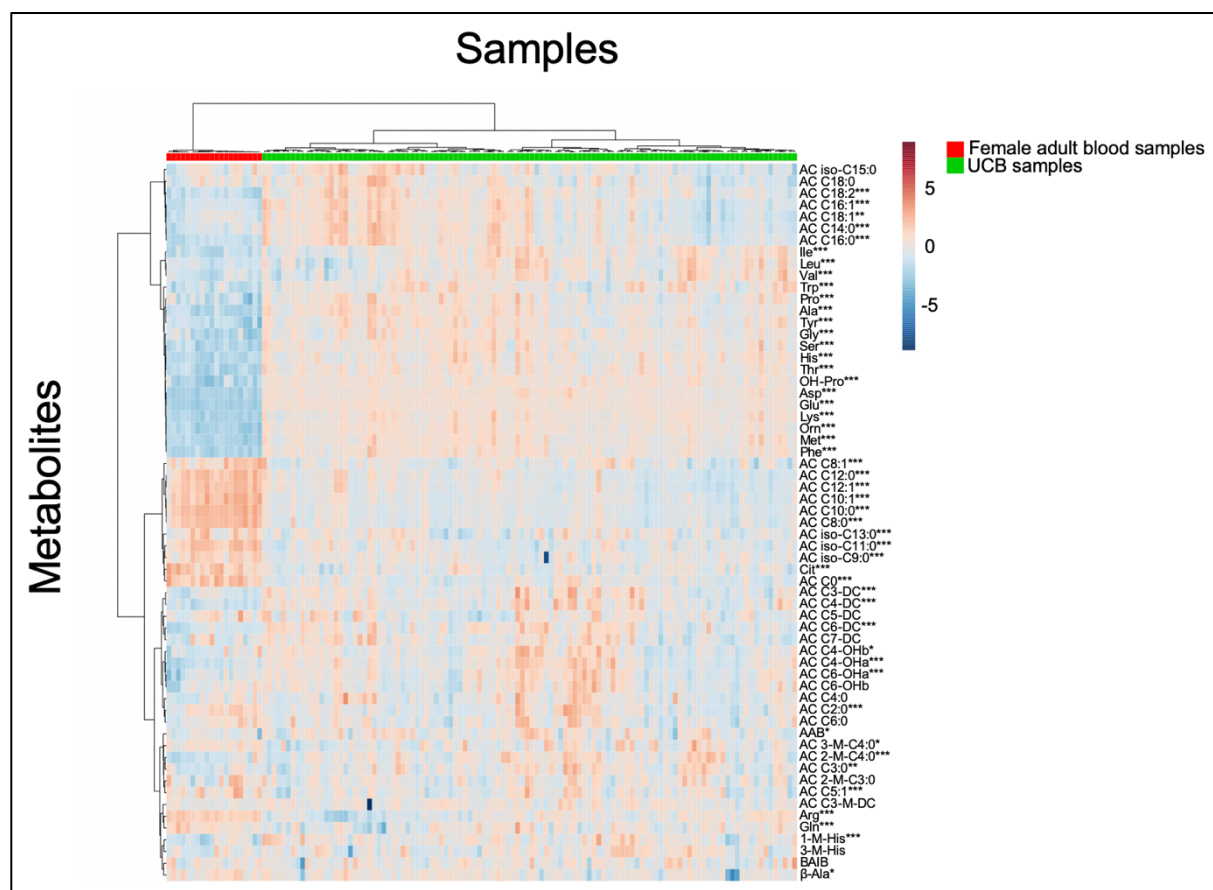 Samples
Metabolites
5
0
-5
Female adult blood samples
UCB samples
AC iso-C15:0
AC C18:0
AC C18:2***
AC C16:1***
AC C18:1**
AC C14:0***
AC C16:0***
Ile***
Leu***
Val***
Trp***
Pro***
Ala***
Tyr***
Gly***
Ser***
His***
Thr***
OH-Pro***
Asp***
Glu***
Lys***
Orn***
Met***
Phe***
AC C8:1***
AC C12:0***
AC C12:1***
AC C10:1***
AC C10:0***
AC C8:0***
AC iso-C13:0***
AC iso-C11:0***
AC iso-C9:0***
Cit***
AC C0***
AC C3-DC***
AC C4-DC***
AC C5-DC
AC C6-DC***
AC C7-DC
AC C4-OHb*
AC C4-OHa***
AC C6-OHa***
AC C6-OHb
AC C4:0
AC C2:0***
AC C6:0
AAB*
AC 3-M-C4:0*
AC 2-M-C4:0***
AC C3:0**
AC 2-M-C3:0
AC C5:1***
AC C3-M-DC
Arg***
Gln***
1-M-His***
3-M-His
BAIB
β-Ala*